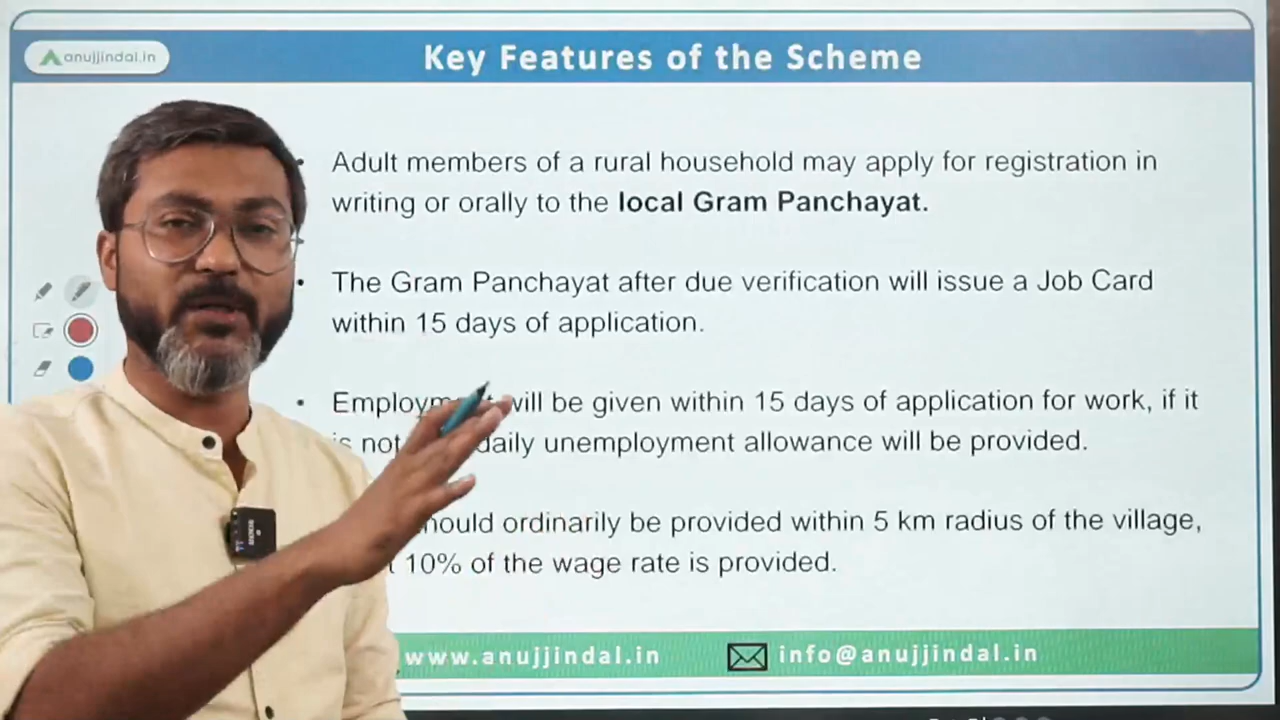 anujjindal.in
Key Features of the Scheme
Adult members of a rural household may apply for registration in
writing or orally to the local Gram Panchayat.
The Gram Panchayat after due verification will issue a Job Card
within 15 days of application.
will be given within 15 days of application for work, if it
daily unemployment allowance will be provided.
ordinarily be provided within 5 km radius of the village,
10% of the wage rate is provided.
www.anujjindal.in
info@anujjindal.in